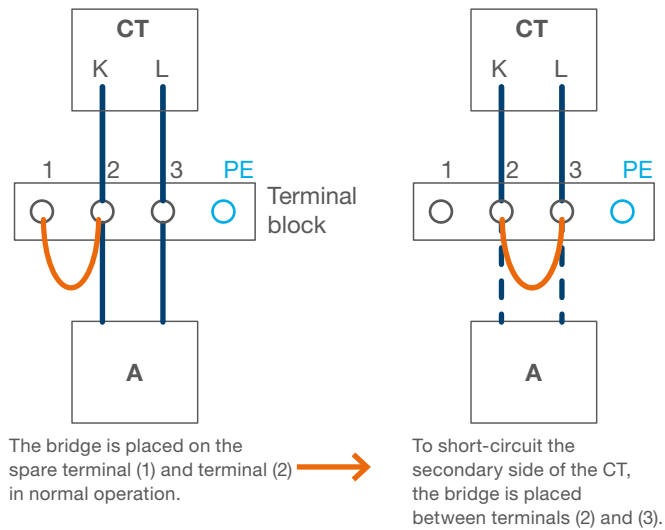 CT
K L
1 2 3 PE
Terminal
block
A
The bridge is placed on the
spare terminal (1) and terminal (2)
in normal operation.
CT
K L
1 2 3 PE
A
To short-circuit the
secondary side of the CT,
the bridge is placed
between terminals (2) and (3).